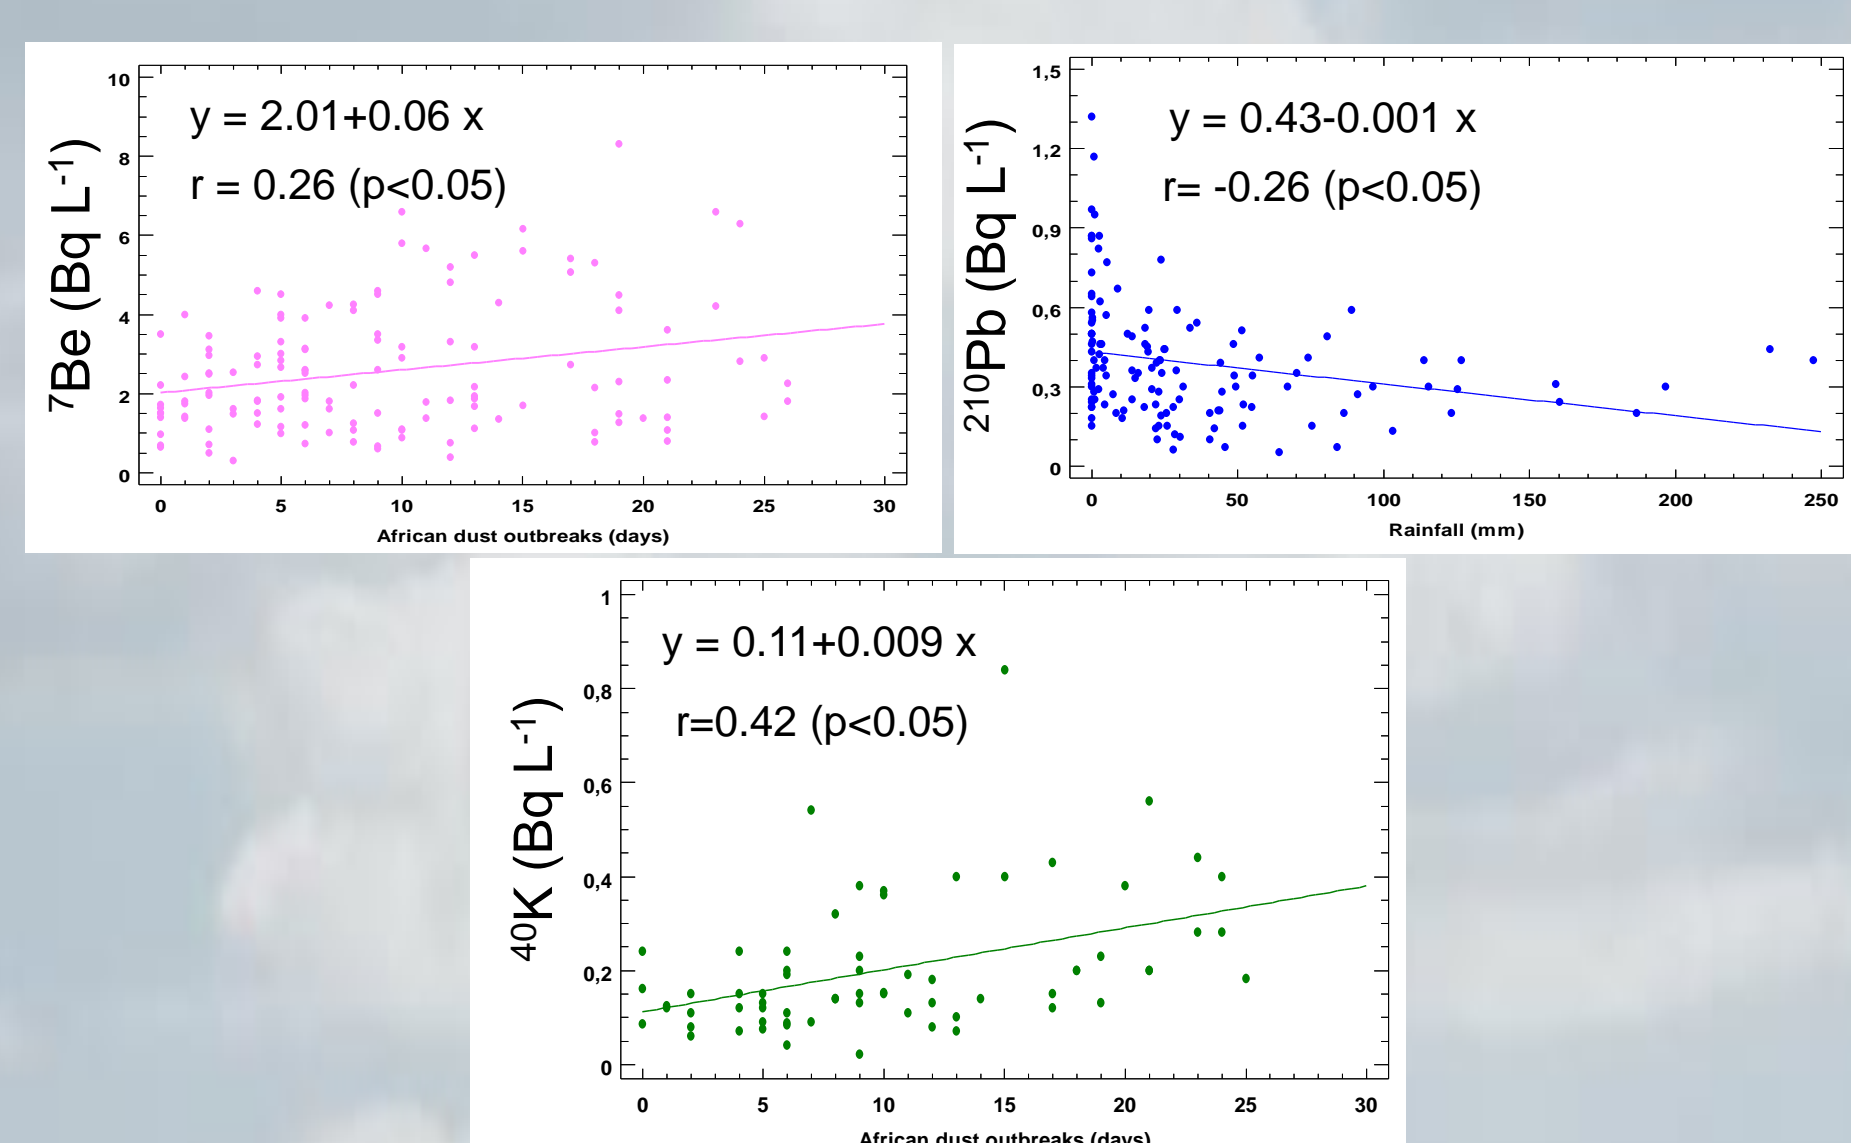 10
8
6
4
2
0
⁷Be (Bq L⁻¹)
y = 2.01+0.06 x
r = 0.26 (p<0.05)
0 5 10 15 20 25 30
African dust outbreaks (days)
1,5
1,2
0,9
0,6
0,3
0
²¹⁰Pb (Bq L⁻¹)
y = 0.43-0.001 x
r= -0.26 (p<0.05)
0 50 100 150 200 250
Rainfall (mm)
1
0,8
0,6
0,4
0,2
0
⁴⁰K (Bq L⁻¹)
y = 0.11+0.009 x
r=0.42 (p<0.05)
0 5 10 15 20 25 30
African dust outbreaks (days)